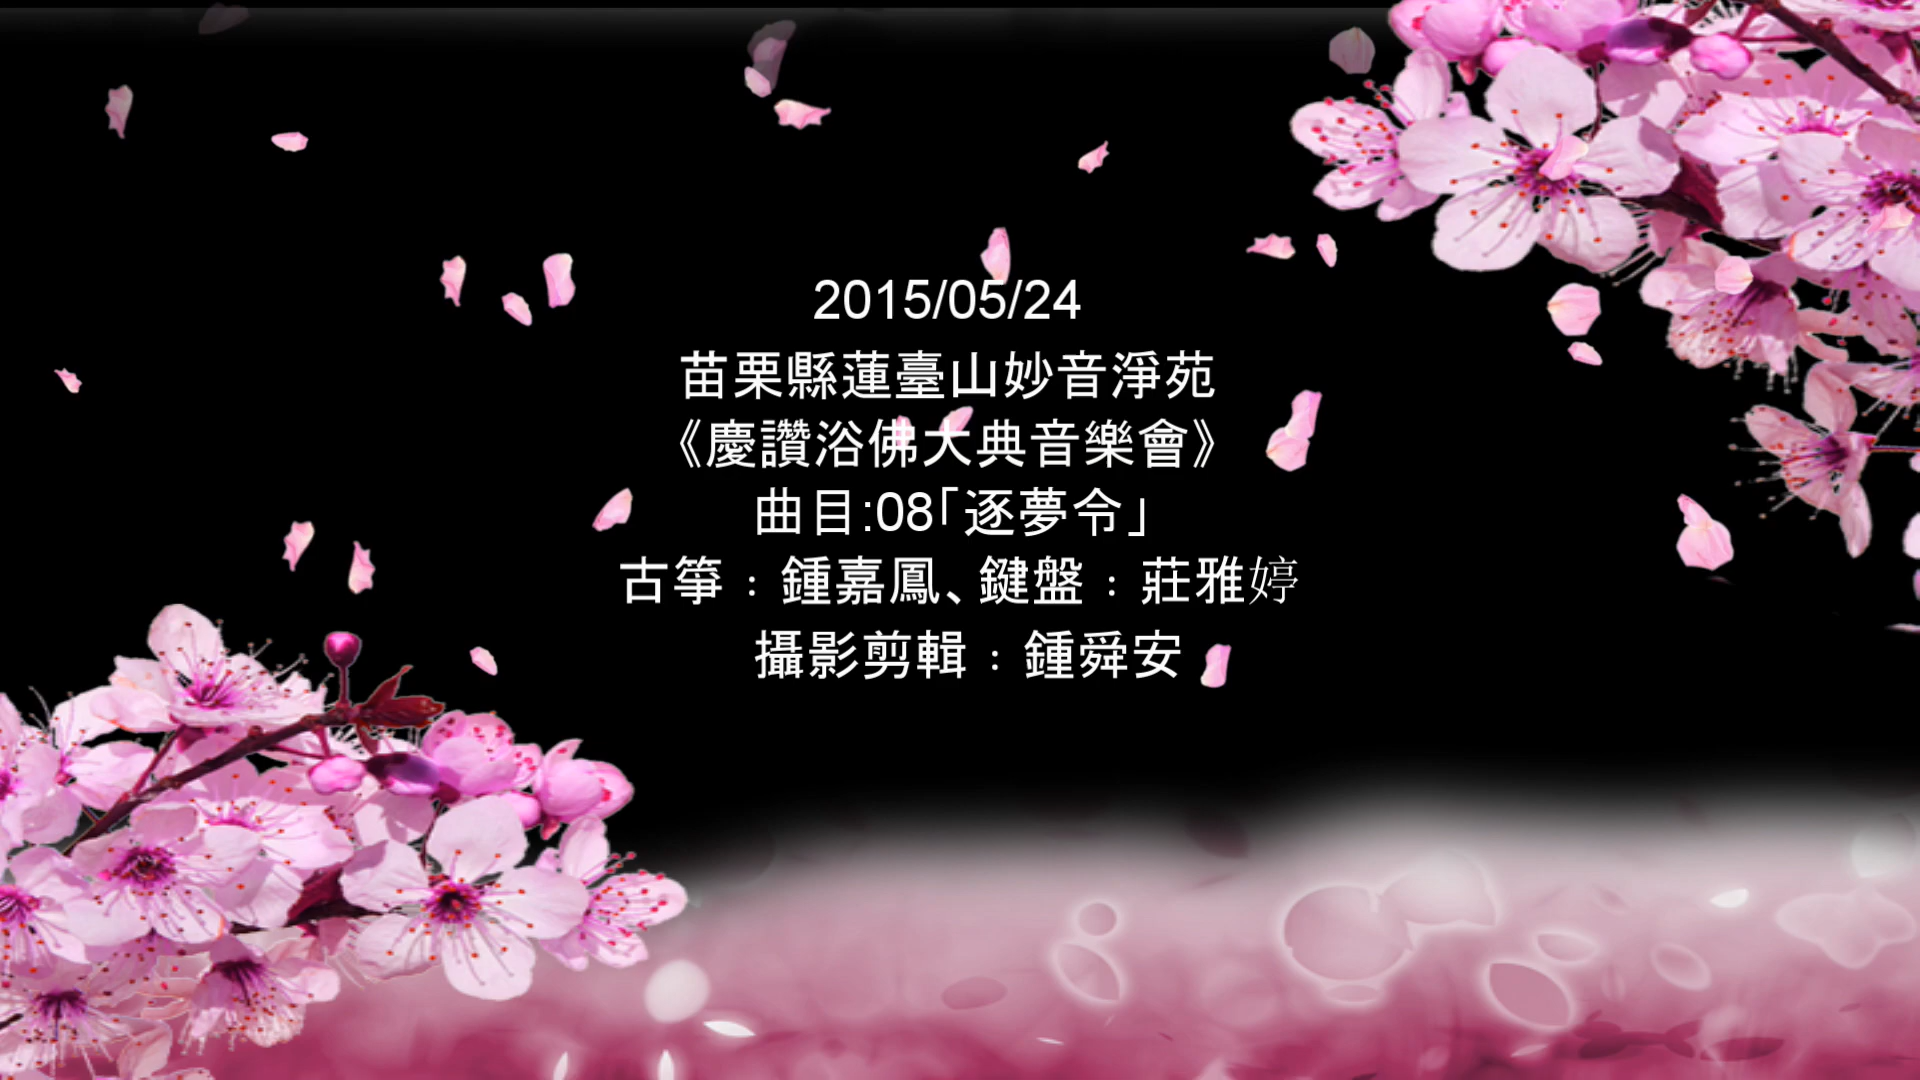 2015/05/24
苗栗縣蓮臺山妙音淨苑
《慶讚浴佛大典音樂會》
曲目:08「逐夢令」
古箏：鍾嘉鳳、鍵盤：莊雅婷
攝影剪輯：鍾舜安